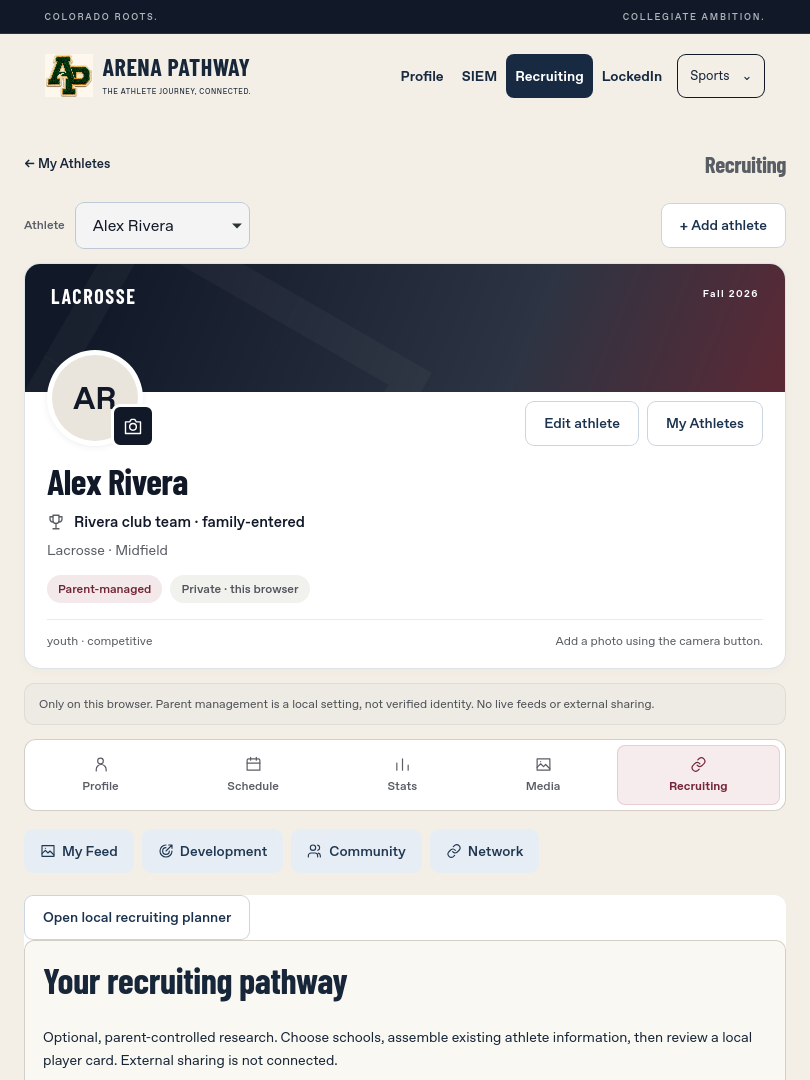 COLORADO ROOTS.
COLLEGIATE AMBITION.
AP
ARENA PATHWAY
THE ATHLETE JOURNEY, CONNECTED.
Profile
SIEM
Recruiting
LockedIn
Sports
← My Athletes
Recruiting
Athlete
Alex Rivera
+ Add athlete
LACROSSE
Fall 2026
AR
Edit athlete
My Athletes
Alex Rivera
Rivera club team · family-entered
Lacrosse · Midfield
Parent-managed
Private · this browser
youth · competitive
Add a photo using the camera button.
Only on this browser. Parent management is a local setting, not verified identity. No live feeds or external sharing.
Profile
Schedule
Stats
Media
Recruiting
My Feed
Development
Community
Network
Open local recruiting planner
Your recruiting pathway
Optional, parent-controlled research. Choose schools, assemble existing athlete information, then review a local
player card. External sharing is not connected.